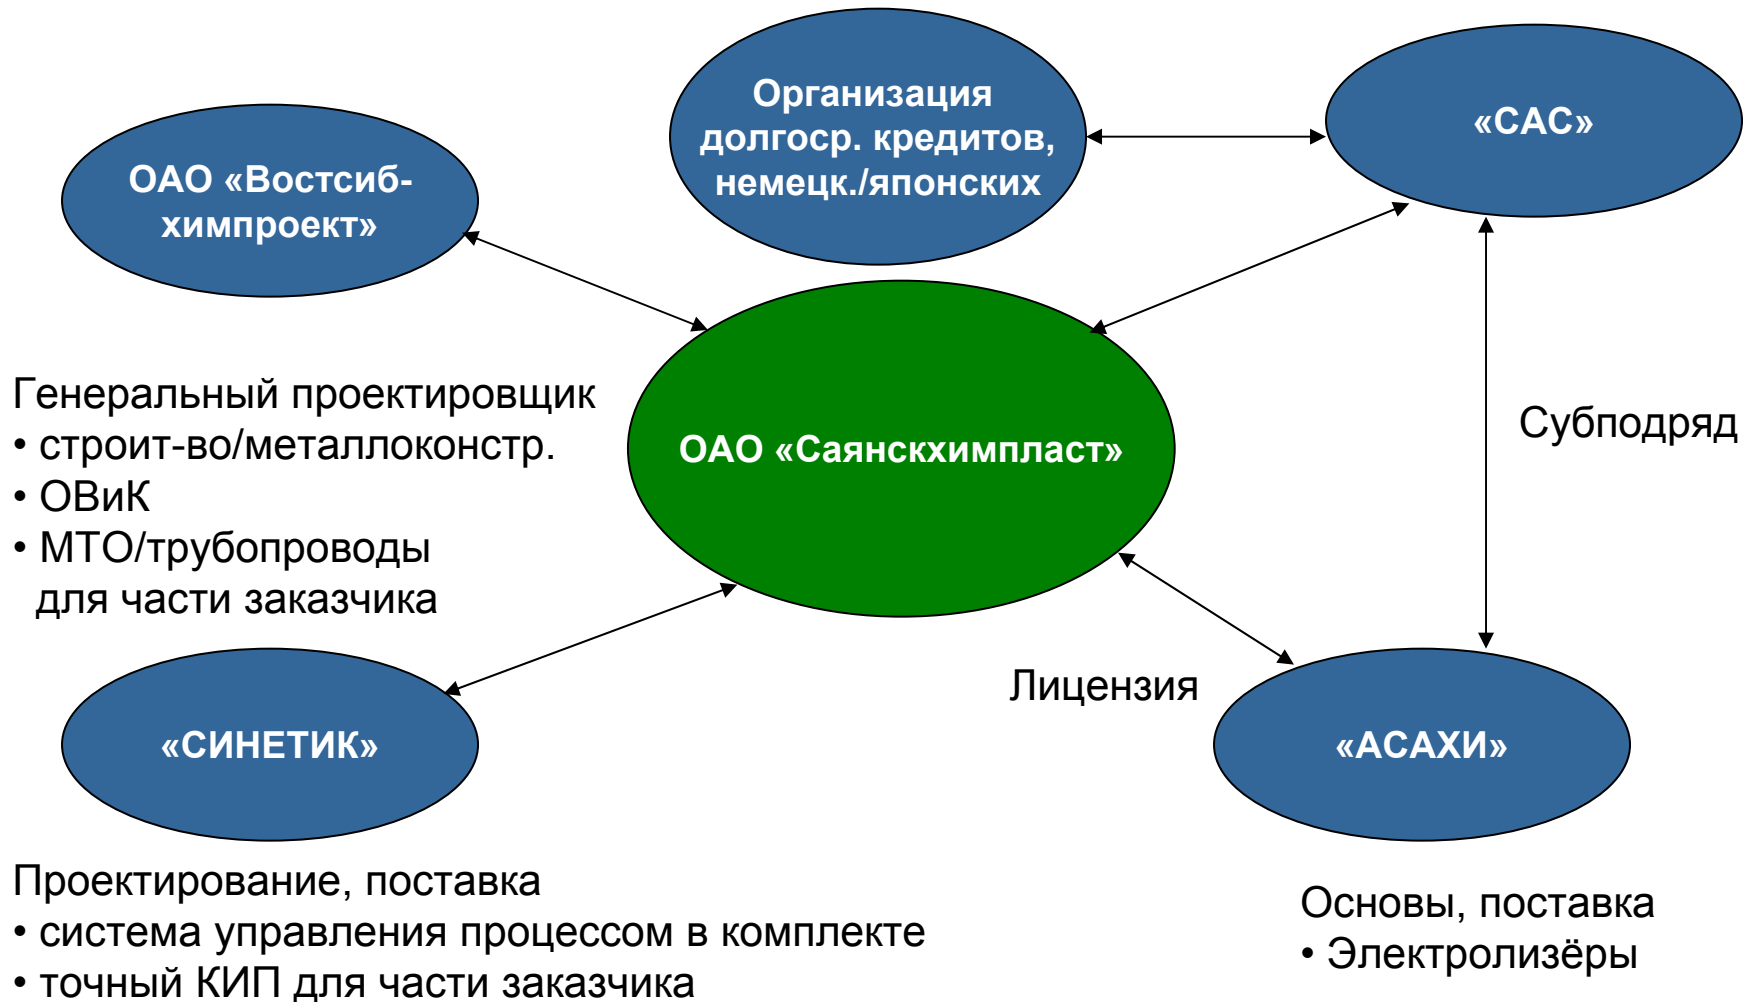 Организация
долгоср. кредитов,
немецк./японских
«САС»
ОАО «Востсиб-
химпроект»
Генеральный проектировщик
• строит-во/металлоконстр.
• ОВиК
• МТО/трубопроводы
для части заказчика
ОАО «Саянскхимпласт»
Субподряд
Лицензия
«СИНЕТИК»
«АСАХИ»
Проектирование, поставка
• система управления процессом в комплекте
• точный КИП для части заказчика
Основы, поставка
• Электролизёры